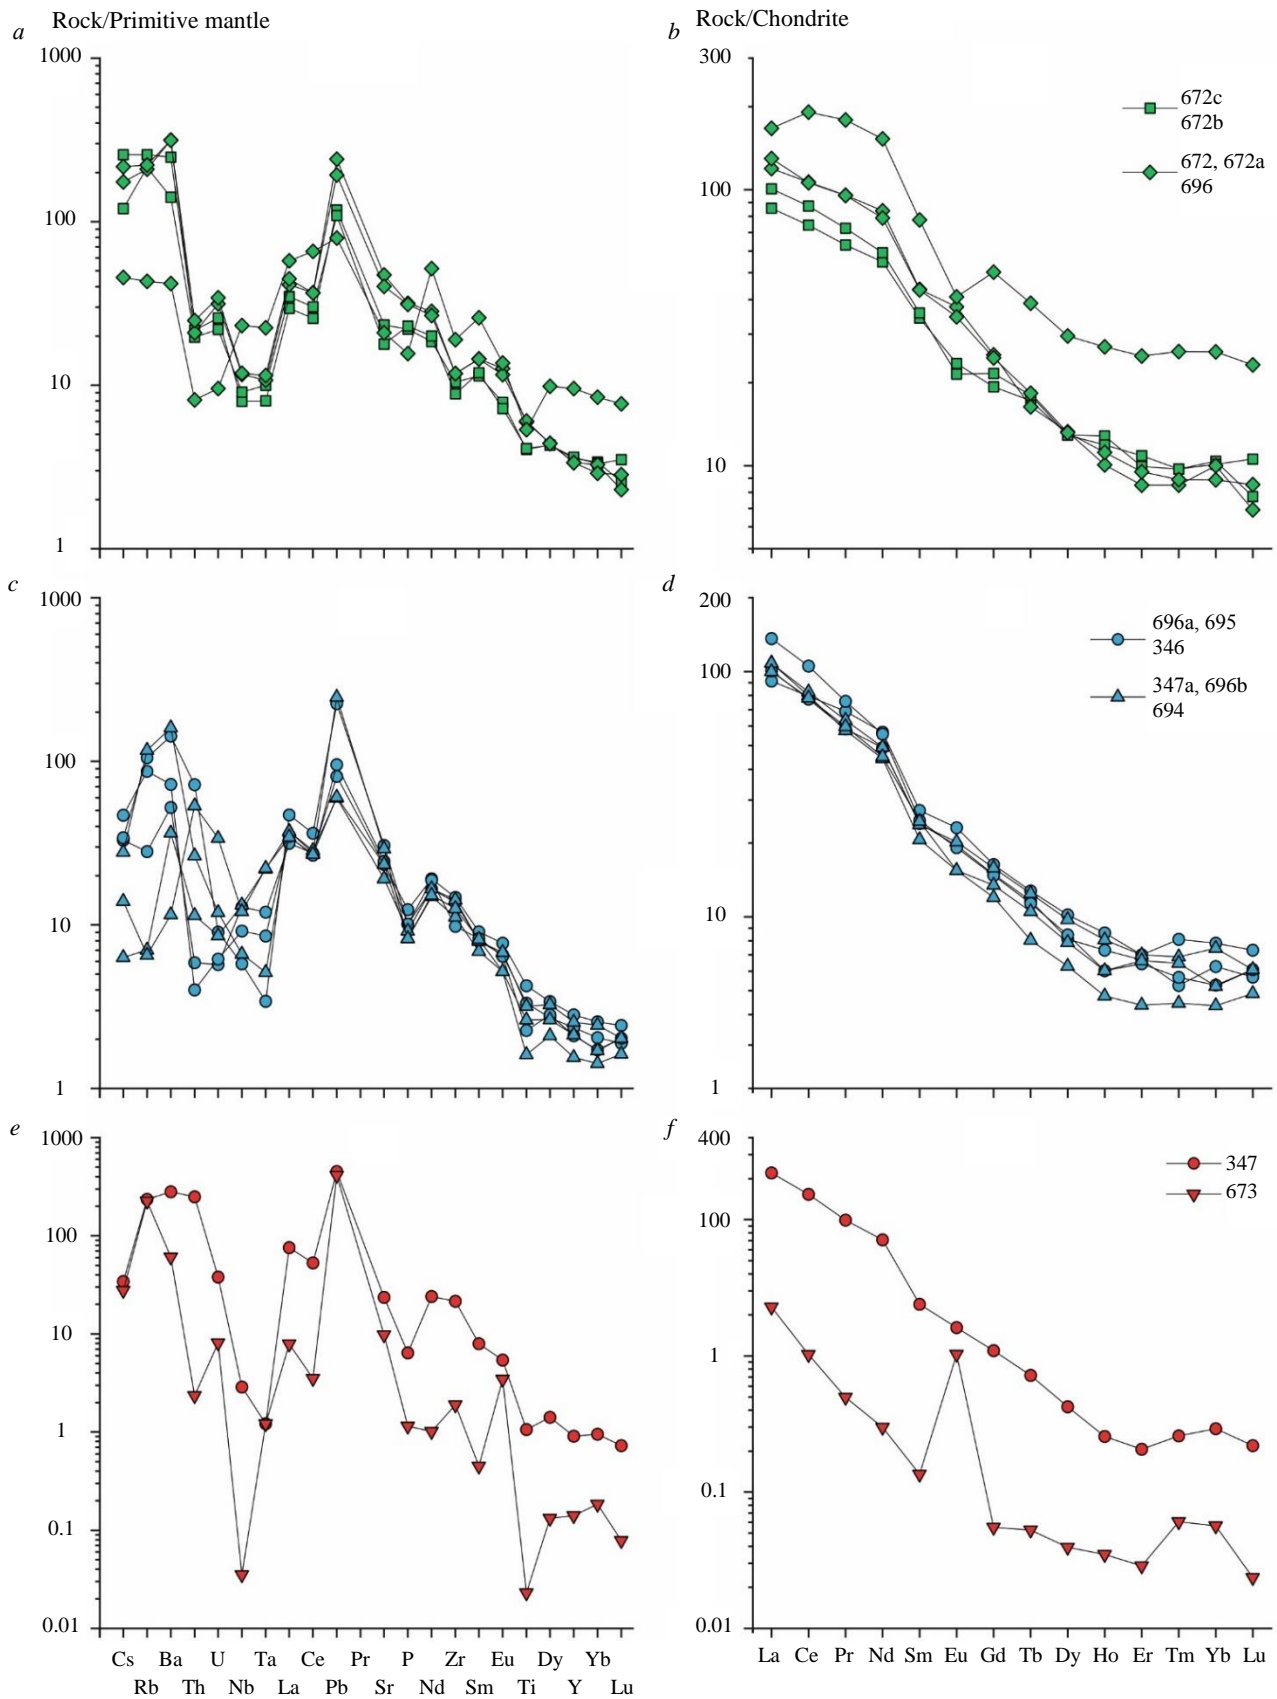 a Rock/Primitive mantle
1000
100
10
1
b Rock/Chondrite
300
100
10
672c
672b
672, 672a
696
c
1000
100
10
1
d
200
100
10
1
696a, 695
346
347a, 696b
694
e
1000
100
10
1
0.1
0.01
Cs Ba U Ta Ce Pr P Zr Eu Dy Yb
Rb Th Nb La Pb Sr Nd Sm Ti Y Lu
f
400
100
1
0.1
0.01
347
673
La Ce Pr Nd Sm Eu Gd Tb Dy Ho Er Tm Yb Lu